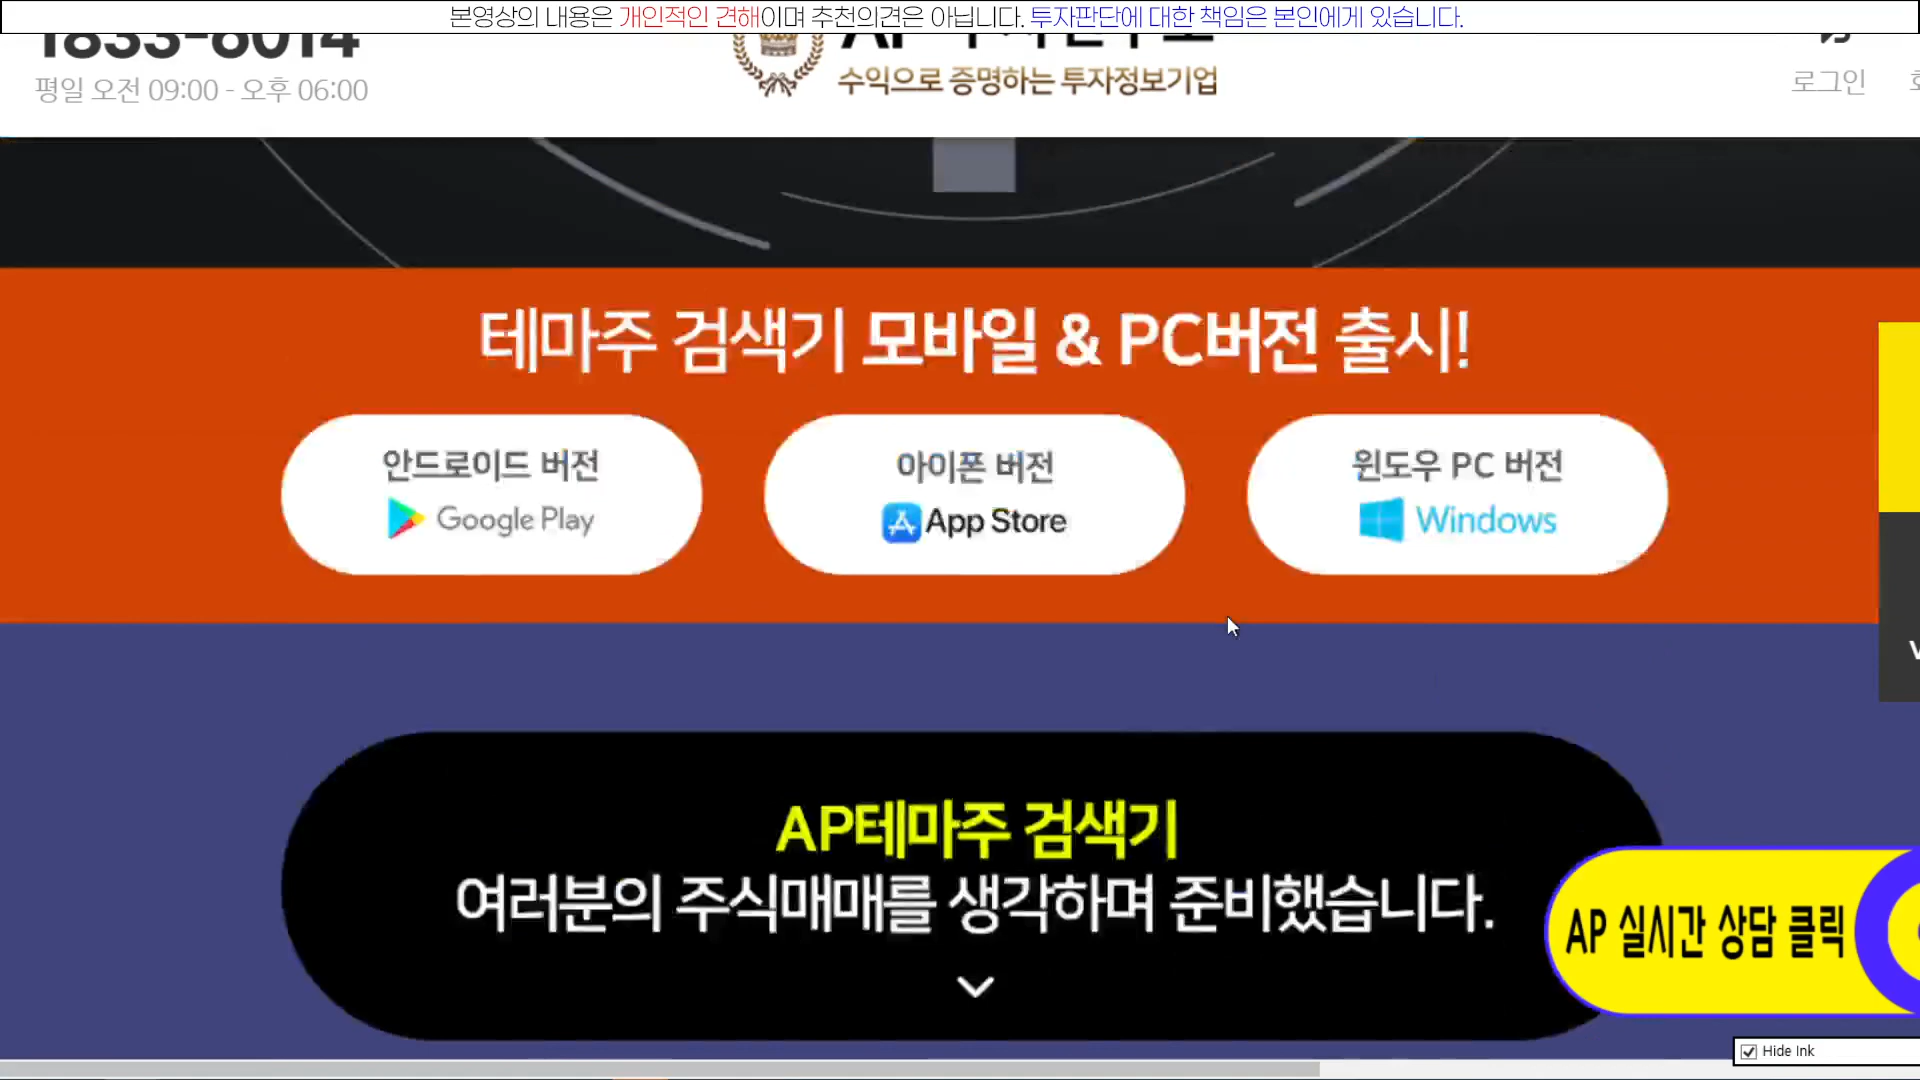 본영상의 내용은 개인적인 견해이며 추천의견은 아닙니다. 투자판단에 대한 책임은 본인에게 있습니다.
1833-6014
평일 오전 09:00 - 오후 06:00
수익으로 증명하는 투자정보기업
로그인
테마주 검색기 모바일 & PC버전 출시!
안드로이드 버전
Google Play
아이폰 버전
App Store
윈도우 PC 버전
Windows
AP테마주 검색기
여러분의 주식매매를 생각하며 준비했습니다.
AP 실시간 상담 클릭
Hide Ink